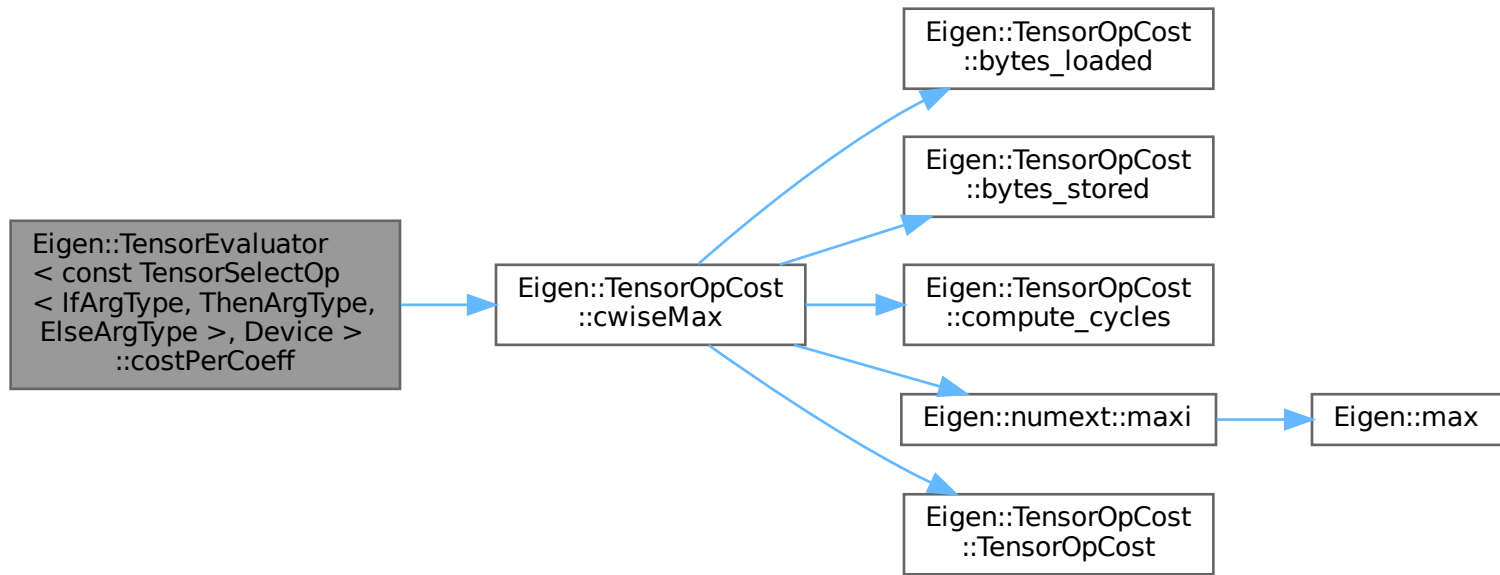 Eigen::TensorEvaluator
< const TensorSelectOp
< IfArgType, ThenArgType,
ElseArgType >, Device >
::costPerCoeff
Eigen::TensorOpCost
::cwiseMax
Eigen::TensorOpCost
::bytes_loaded
Eigen::TensorOpCost
::bytes_stored
Eigen::TensorOpCost
::compute_cycles
Eigen::numext::maxi
Eigen::max
Eigen::TensorOpCost
::TensorOpCost